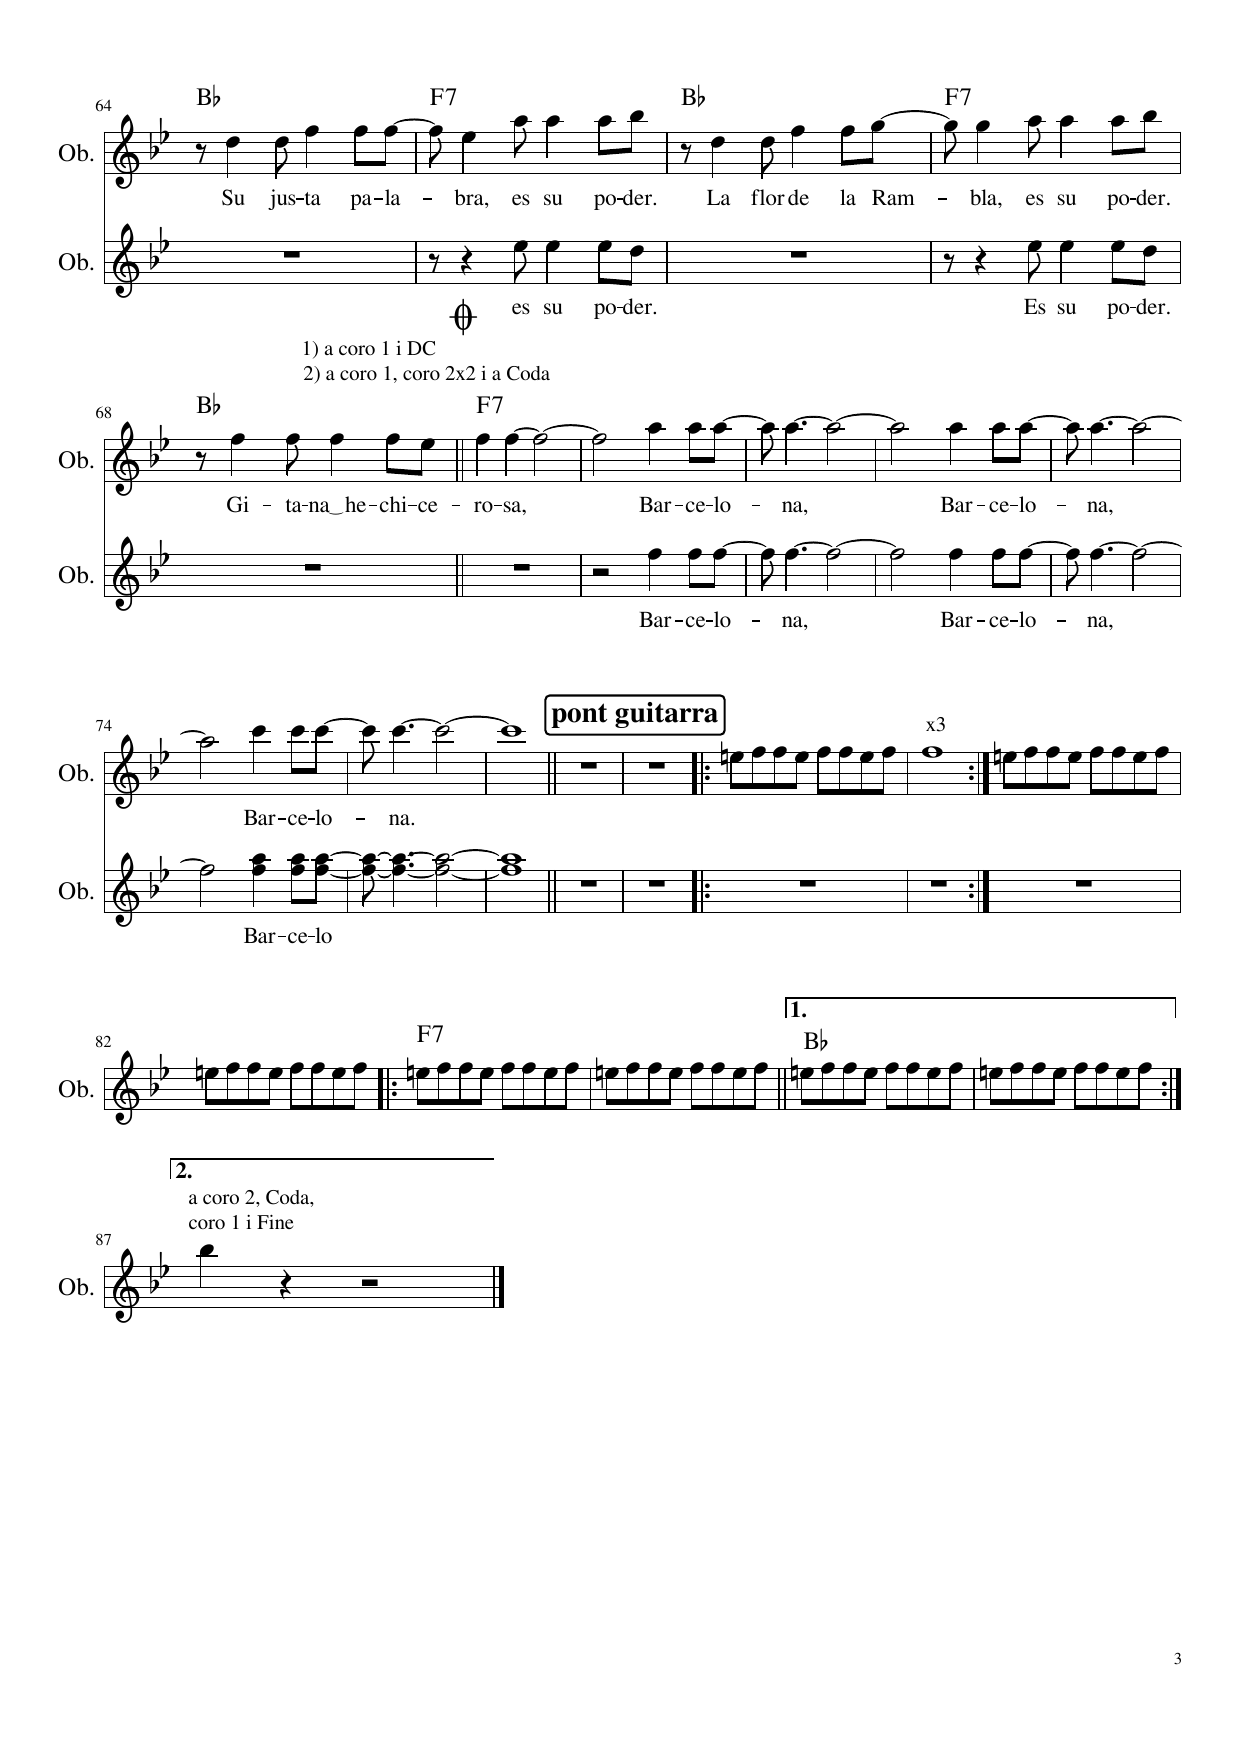 B♭ F7 B♭ F7
64
Ob.
Su jus-ta pa-la - bra, es su po-der. La flor de la Ram - bla, es su po-der.
Ob.
es su po-der. Es su po-der.
1) a coro 1 i DC
2) a coro 1, coro 2x2 i a Coda
B♭ F7
68
Ob.
Gi - ta-na‿he-chi-ce - ro-sa, Bar-ce-lo - na, Bar-ce-lo - na,
Ob.
Bar-ce-lo - na, Bar-ce-lo - na,
pont guitarra
74 x3
Ob.
Bar-ce-lo - na.
Ob.
Bar-ce-lo
1.
F7 B♭
82
Ob.
2.
a coro 2, Coda,
coro 1 i Fine
87
Ob.
3